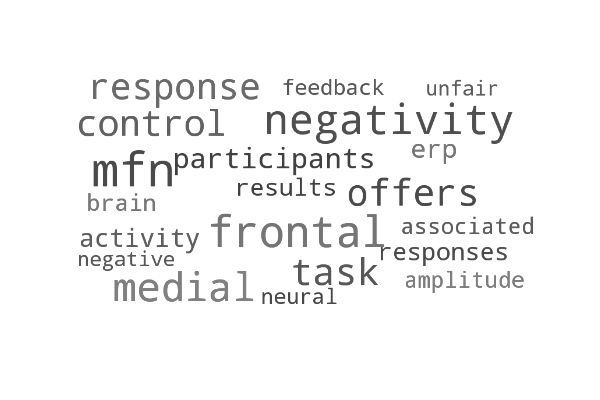 response feedback unfair
control negativity
mfn participants erp
brain results offers
activity frontal associated
negative responses
medial task amplitude
neural